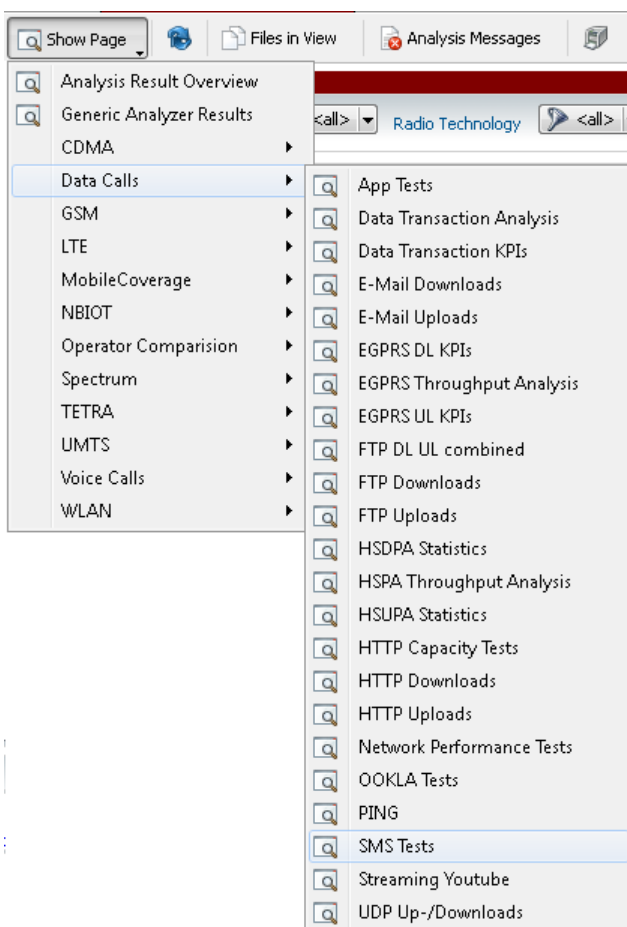 Show Page Files in View Analysis Messages
Analysis Result Overview
Generic Analyzer Results
<all> Radio Technology <all>
CDMA
Data Calls
GSM
LTE
MobileCoverage
NBIOT
Operator Comparision
Spectrum
TETRA
UMTS
Voice Calls
WLAN
App Tests
Data Transaction Analysis
Data Transaction KPIs
E-Mail Downloads
E-Mail Uploads
EGPRS DL KPIs
EGPRS Throughput Analysis
EGPRS UL KPIs
FTP DL UL combined
FTP Downloads
FTP Uploads
HSDPA Statistics
HSPA Throughput Analysis
HSUPA Statistics
HTTP Capacity Tests
HTTP Downloads
HTTP Uploads
Network Performance Tests
OOKLA Tests
PING
SMS Tests
Streaming Youtube
UDP Up-/Downloads